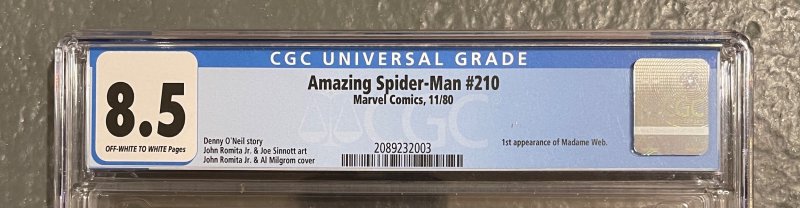 CGC UNIVERSAL GRADE
8.5
OFF-WHITE TO WHITE Pages
Amazing Spider-Man #210
Marvel Comics, 11/80
Denny O'Neil story
John Romita Jr. & Joe Sinnott art
John Romita Jr. & Al Milgrom cover
CGC
2089232003
1st appearance of Madame Web.
CGC